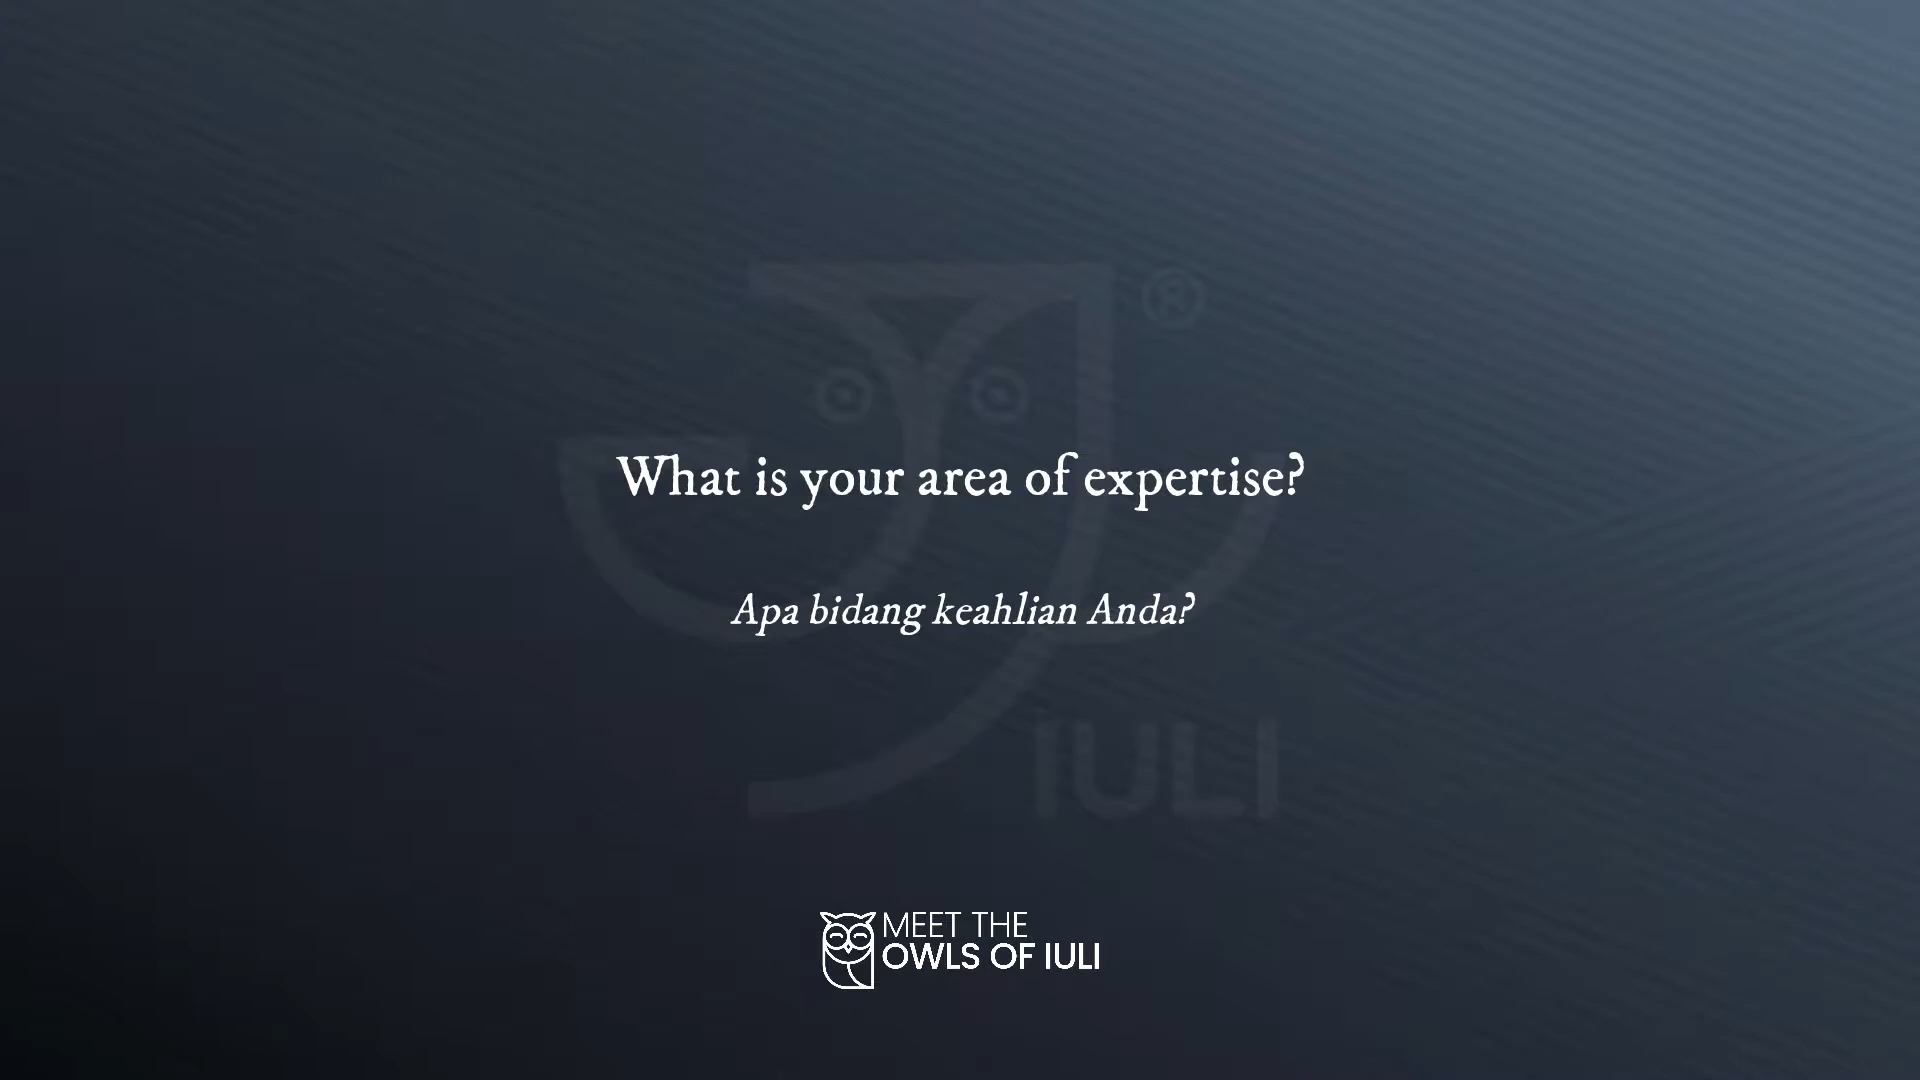 What is your area of expertise?
Apa bidang keahlian Anda?
®
IULI
MEET THE
OWLS OF IULI